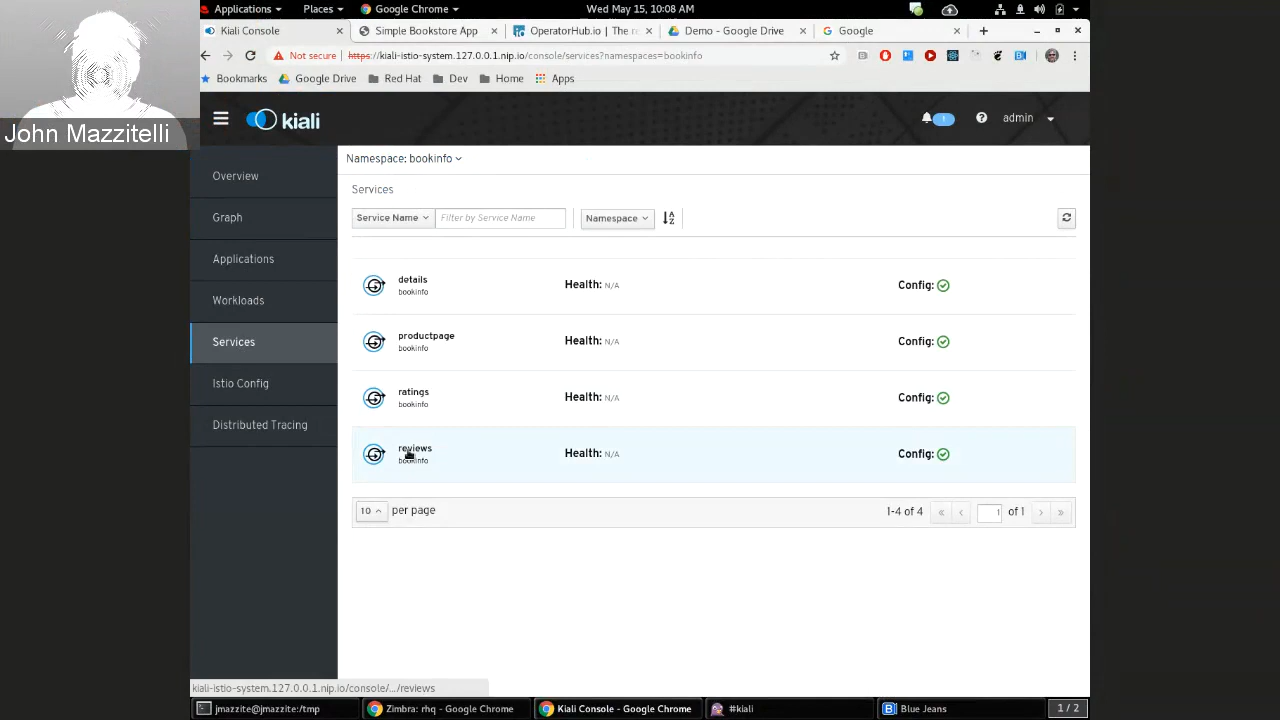 Applications
Places
Google Chrome
Wed May 15, 10:08 AM
Kiali Console
Simple Bookstore App
OperatorHub.io | The re
Demo - Google Drive
Google
Not secure
https://kiali-istio-system.127.0.0.1.nip.io/console/services?namespaces=bookinfo
Bookmarks
Google Drive
Red Hat
Dev
Home
Apps
John Mazzitelli
kiali
1
admin
Namespace: bookinfo
Overview
Graph
Applications
Workloads
Services
Istio Config
Distributed Tracing
Services
Service Name
Filter by Service Name
Namespace
details
bookinfo
Health: N/A
Config:
productpage
bookinfo
Health: N/A
Config:
ratings
bookinfo
Health: N/A
Config:
reviews
bookinfo
Health: N/A
Config:
10
per page
1-4 of 4
1
of 1
kiali-istio-system.127.0.0.1.nip.io/console/.../reviews
jmazzite@jmazzite:/tmp
Zimbra: rhq - Google Chrome
Kiali Console - Google Chrome
#kiali
Blue Jeans
1 / 2